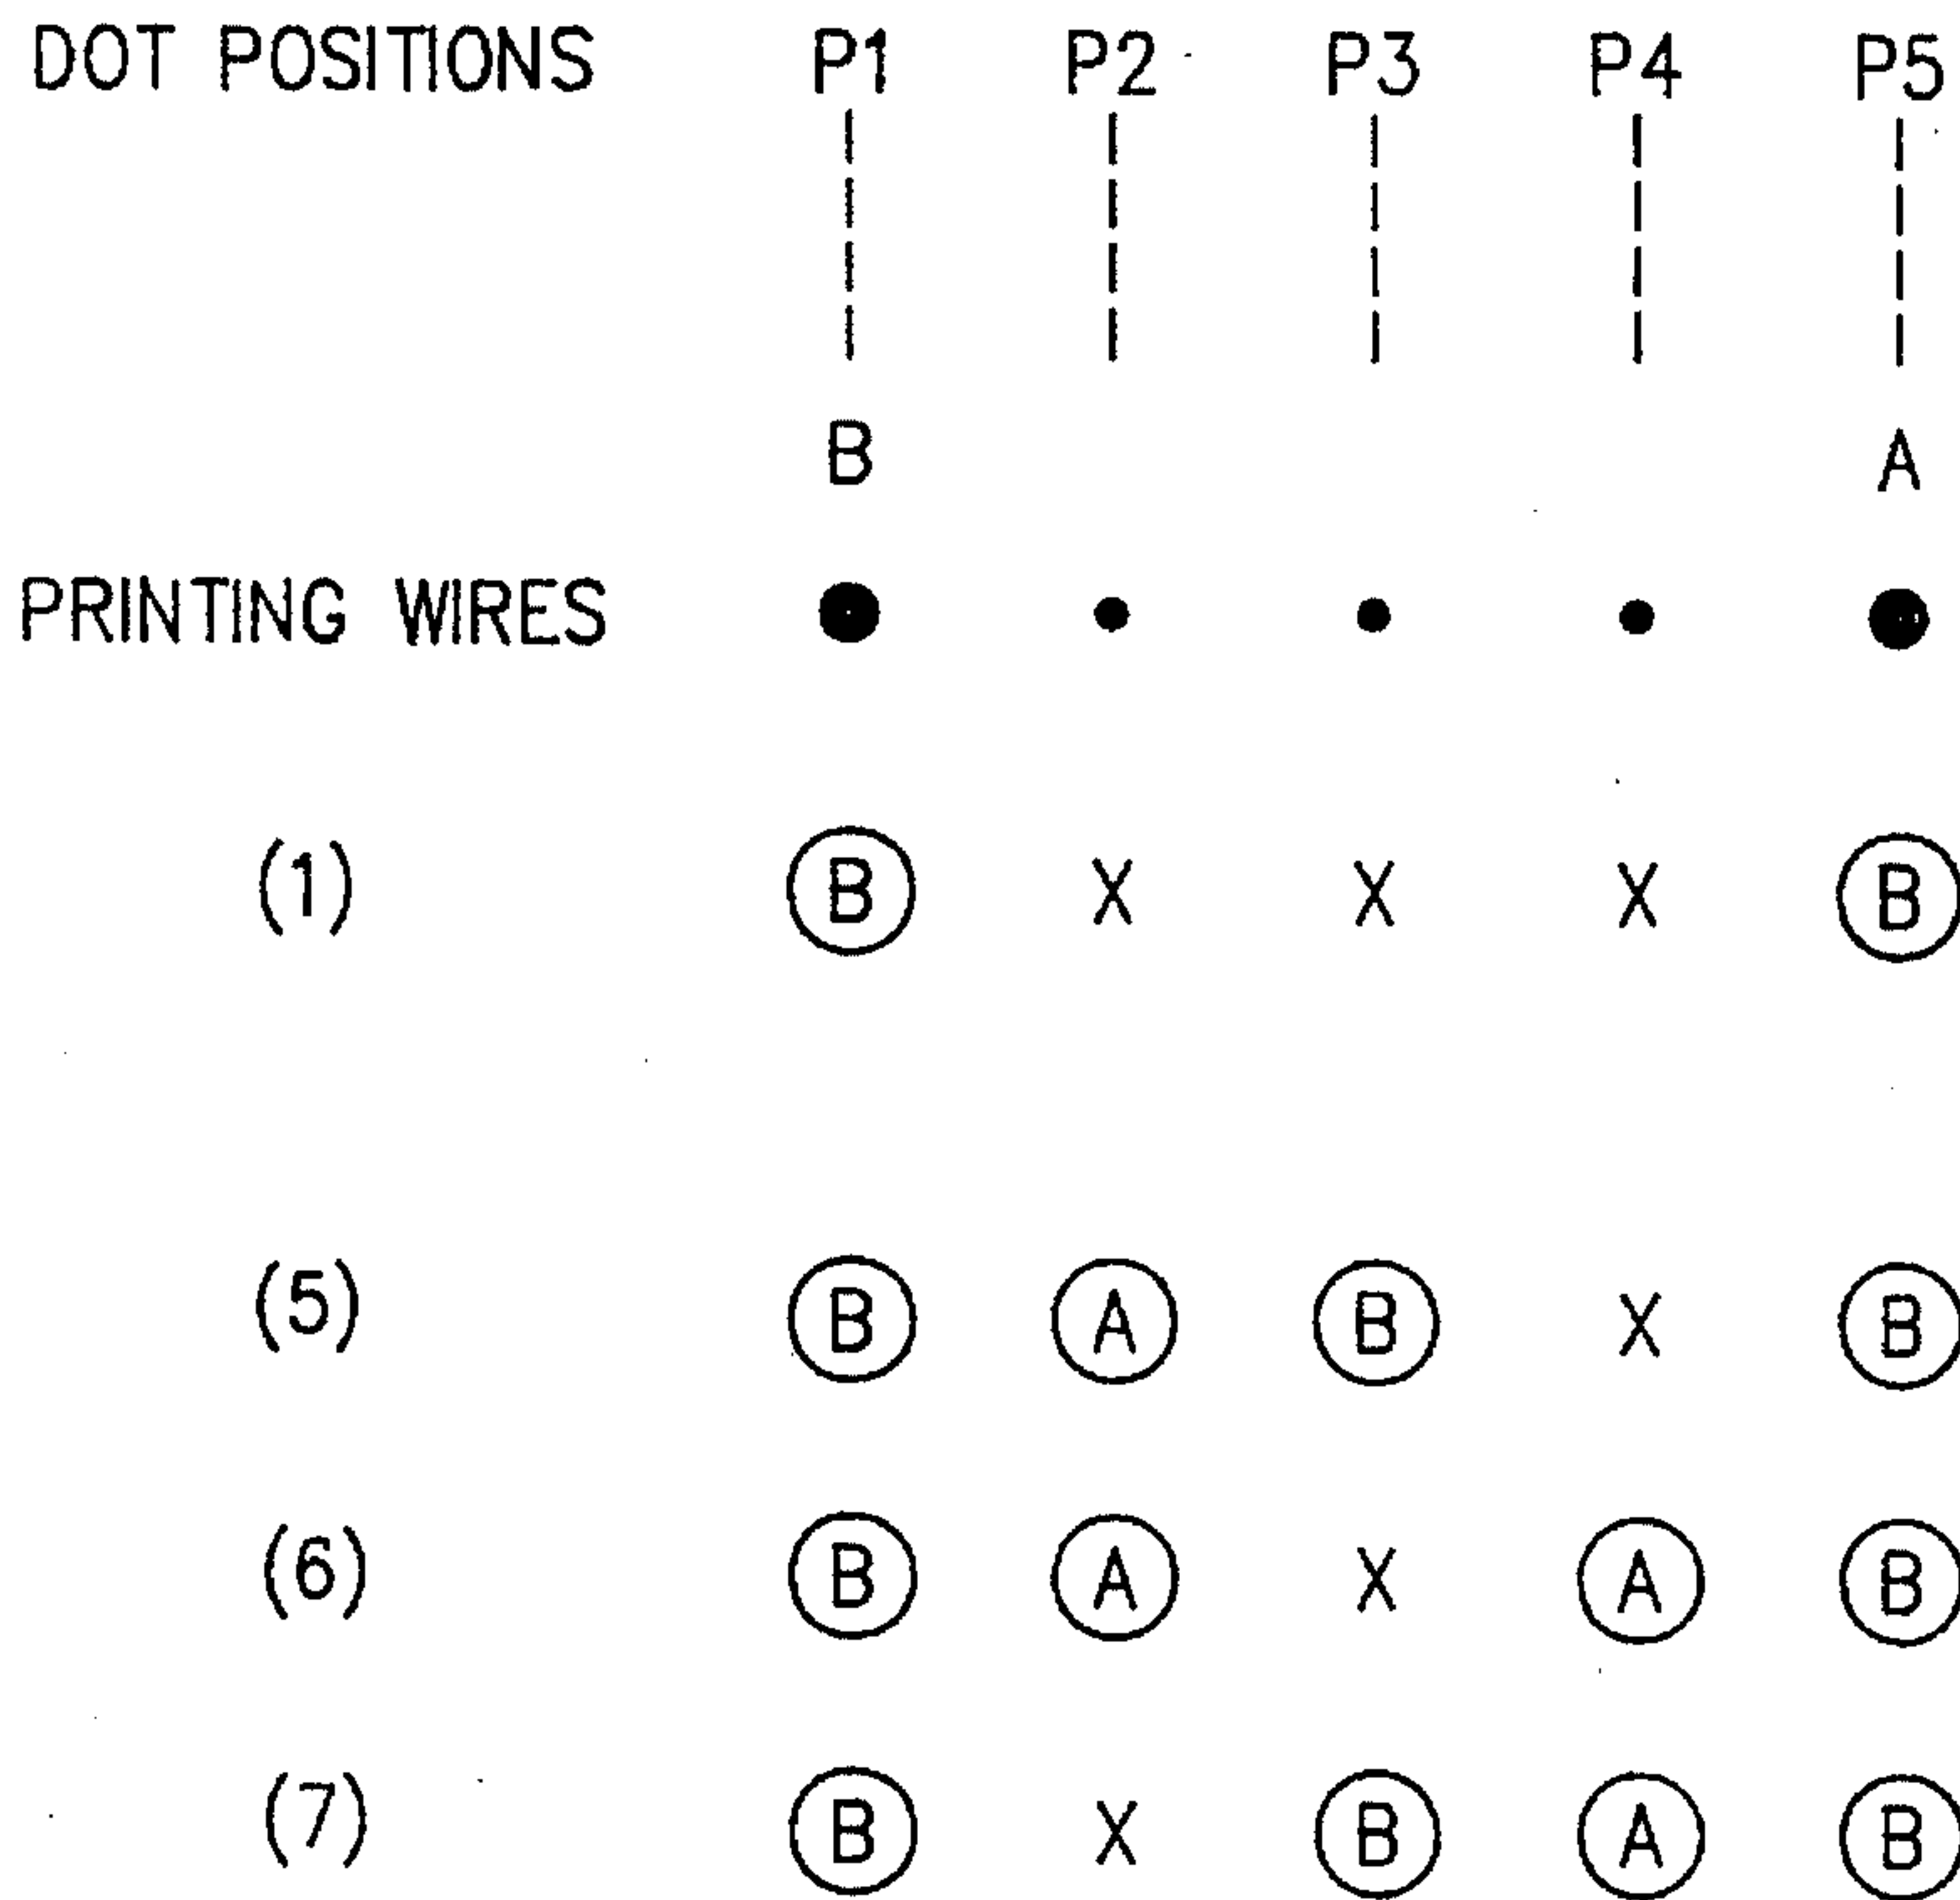 DOT POSITIONS P1 P2 P3 P4 P5
B A
PRINTING WIRES
(1) B X X X B
(5) B A B X B
(6) B A X A B
(7) B X B A B